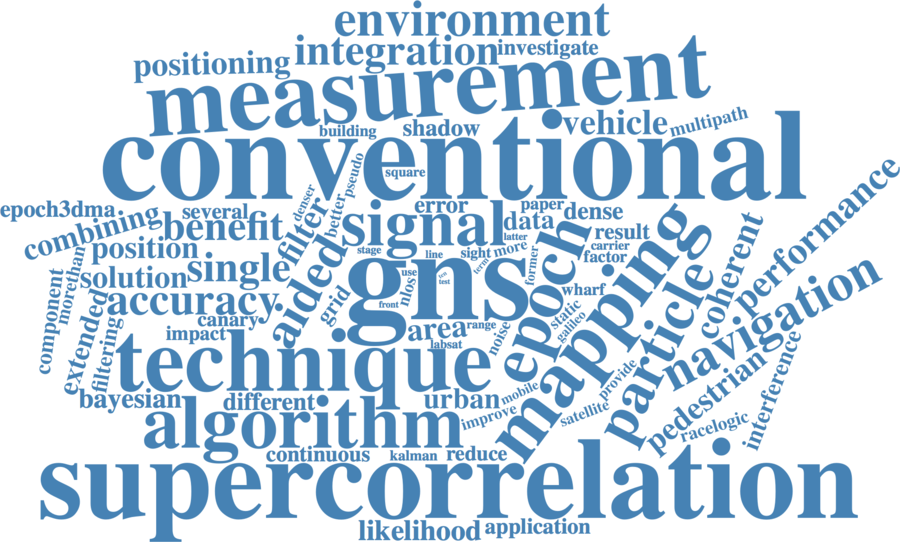 environment
integration
investigate
positioning
measurement
building
shadow
vehicle
multipath
conventional
square
pseudo
denser
better
epoch3dma
combining
several
benefit
filter
signal
error
paper
data
dense
latter
result
carrier
factor
performance
position
solution
single
aided
stage
line
sight
more
former
epoch
mapping
coherent
component
morethan
extended
filtering
accuracy
canary
impact
grid
gns
front
nlos
use
ten
test
term
wharf
static
galileo
area
range
noise
labsat
particle
navigation
technique
bayesian
different
urban
mobile
improve
provide
satellite
pedestrian
racelogic
interference
algorithm
continuous
kalman
reduce
supercorrelation
likelihood
application